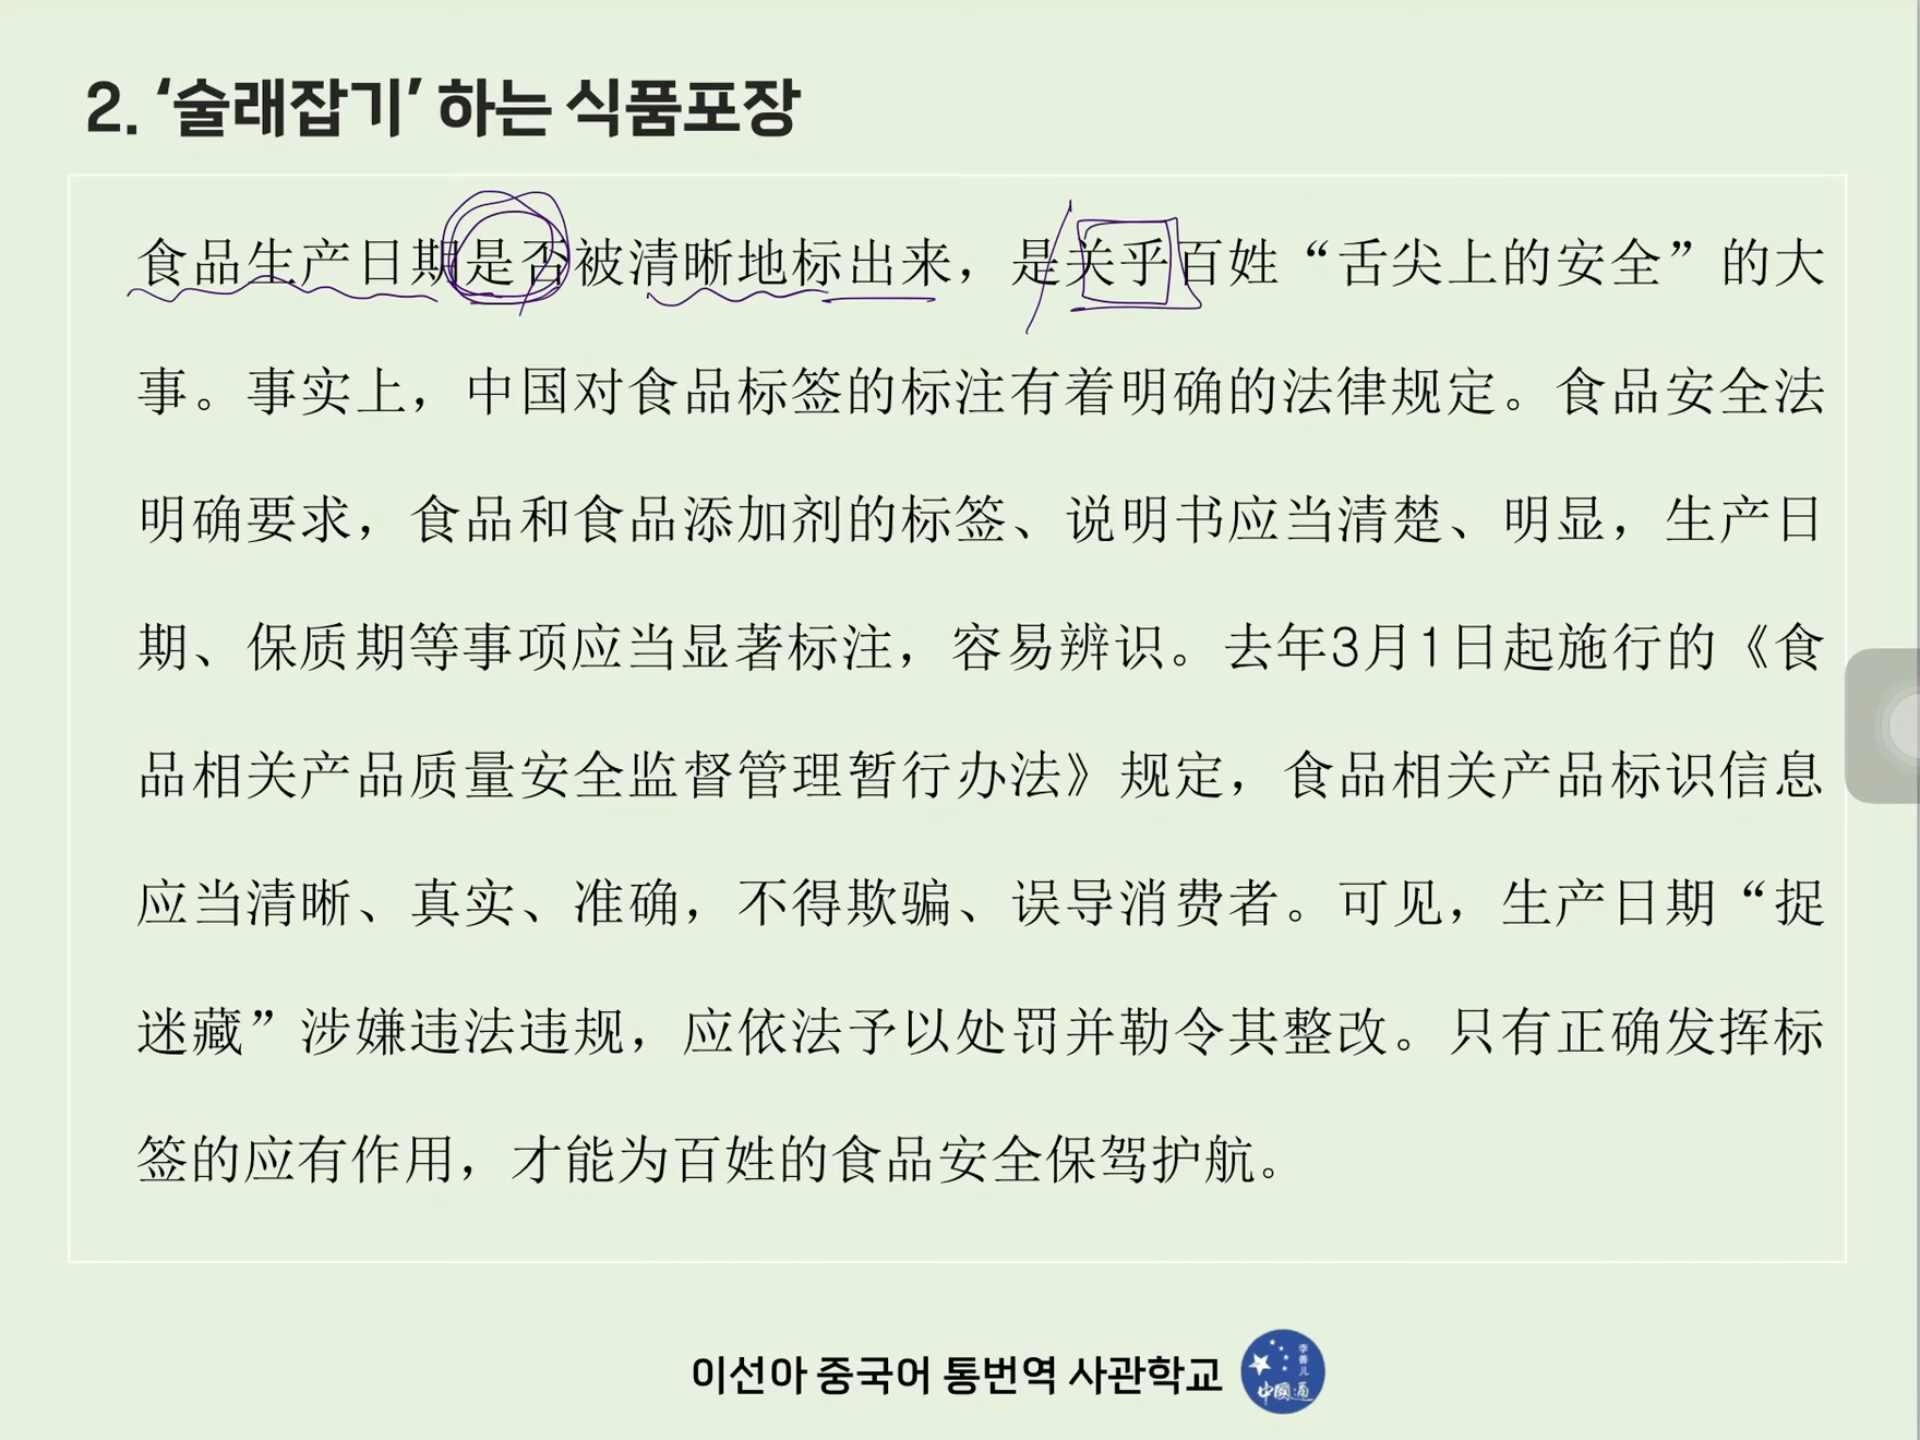 2. ‘술래잡기’ 하는 식품포장
食品生产日期是否被清晰地标出来，是关乎百姓“舌尖上的安全”的大
事。事实上，中国对食品标签的标注有着明确的法律规定。食品安全法
明确要求，食品和食品添加剂的标签、说明书应当清楚、明显，生产日
期、保质期等事项应当显著标注，容易辨识。去年3月1日起施行的《食
品相关产品质量安全监督管理暂行办法》规定，食品相关产品标识信息
应当清晰、真实、准确，不得欺骗、误导消费者。可见，生产日期“捉
迷藏”涉嫌违法违规，应依法予以处罚并勒令其整改。只有正确发挥标
签的应有作用，才能为百姓的食品安全保驾护航。
이선아 중국어 통번역 사관학교
李善儿
中國通